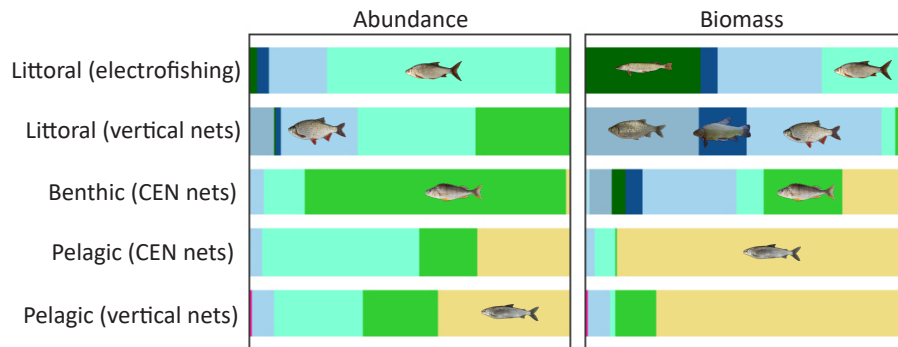 Abundance
Biomass
Littoral (electrofishing)
Littoral (vertical nets)
Benthic (CEN nets)
Pelagic (CEN nets)
Pelagic (vertical nets)